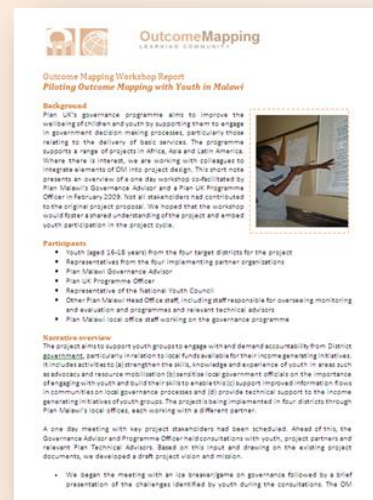 OutcomeMapping
LEARNING COMMUNITY
Outcome Mapping Workshop Report
Piloting Outcome Mapping with Youth in Malawi
Background
Plan UK's governance programme aims to improve the
wellbeing of children and youth by supporting them to engage
in government decision making processes, particularly those
relating to the delivery of basic services. The programme
supports a range of projects in Africa, Asia and Latin America.
Where there is interest, we are working with colleagues to
integrate elements of OM into project design. This short note
presents an overview of a one day workshop co-facilitated by
Plan Malawi's Governance Advisor and a Plan UK Programme
Officer in February 2009. Not all stakeholders had contributed
to the original project proposal. We hoped that the workshop
would foster a shared understanding of the project and embed
youth participation in the project cycle.
Participants
• Youth (aged 16-25 years) from the four target districts for the project
• Representatives from the four implementing partner organisations
• Plan Malawi Governance Advisor
• Plan UK Programme Officer
• Representative of the National Youth Council
• Other Plan Malawi Head Office staff, including staff responsible for overseeing monitoring
and evaluation and programmes and relevant technical advisors
• Plan Malawi local office staff working on the governance programme
Narrative overview
The project aims to support youth groups to engage with and demand accountability from District
government, particularly in relation to local funds available for their income generating initiatives.
It includes activities to (a) strengthen the skills, knowledge and experience of youth in areas such
as advocacy and resource mobilisation (b) sensitise local government officials on the importance
of engaging with youth and build their skills to enable this (c) support improved information flows
in communities on local governance processes and (d) provide technical support to the income
generating initiatives of youth groups. The project is being implemented in four districts through
Plan Malawi's local offices, each working with a different partner.
A one day meeting with key project stakeholders had been scheduled. Ahead of this, the
Governance Advisor and Programme Officer held consultations with youth, project partners and
relevant Plan Technical Advisors. Based on this input and drawing on the existing project
documents, we developed a draft project vision and mission.
• We began the meeting with an ice breaker/game on governance followed by a brief
presentation of the challenges identified by youth during the consultations. The OM